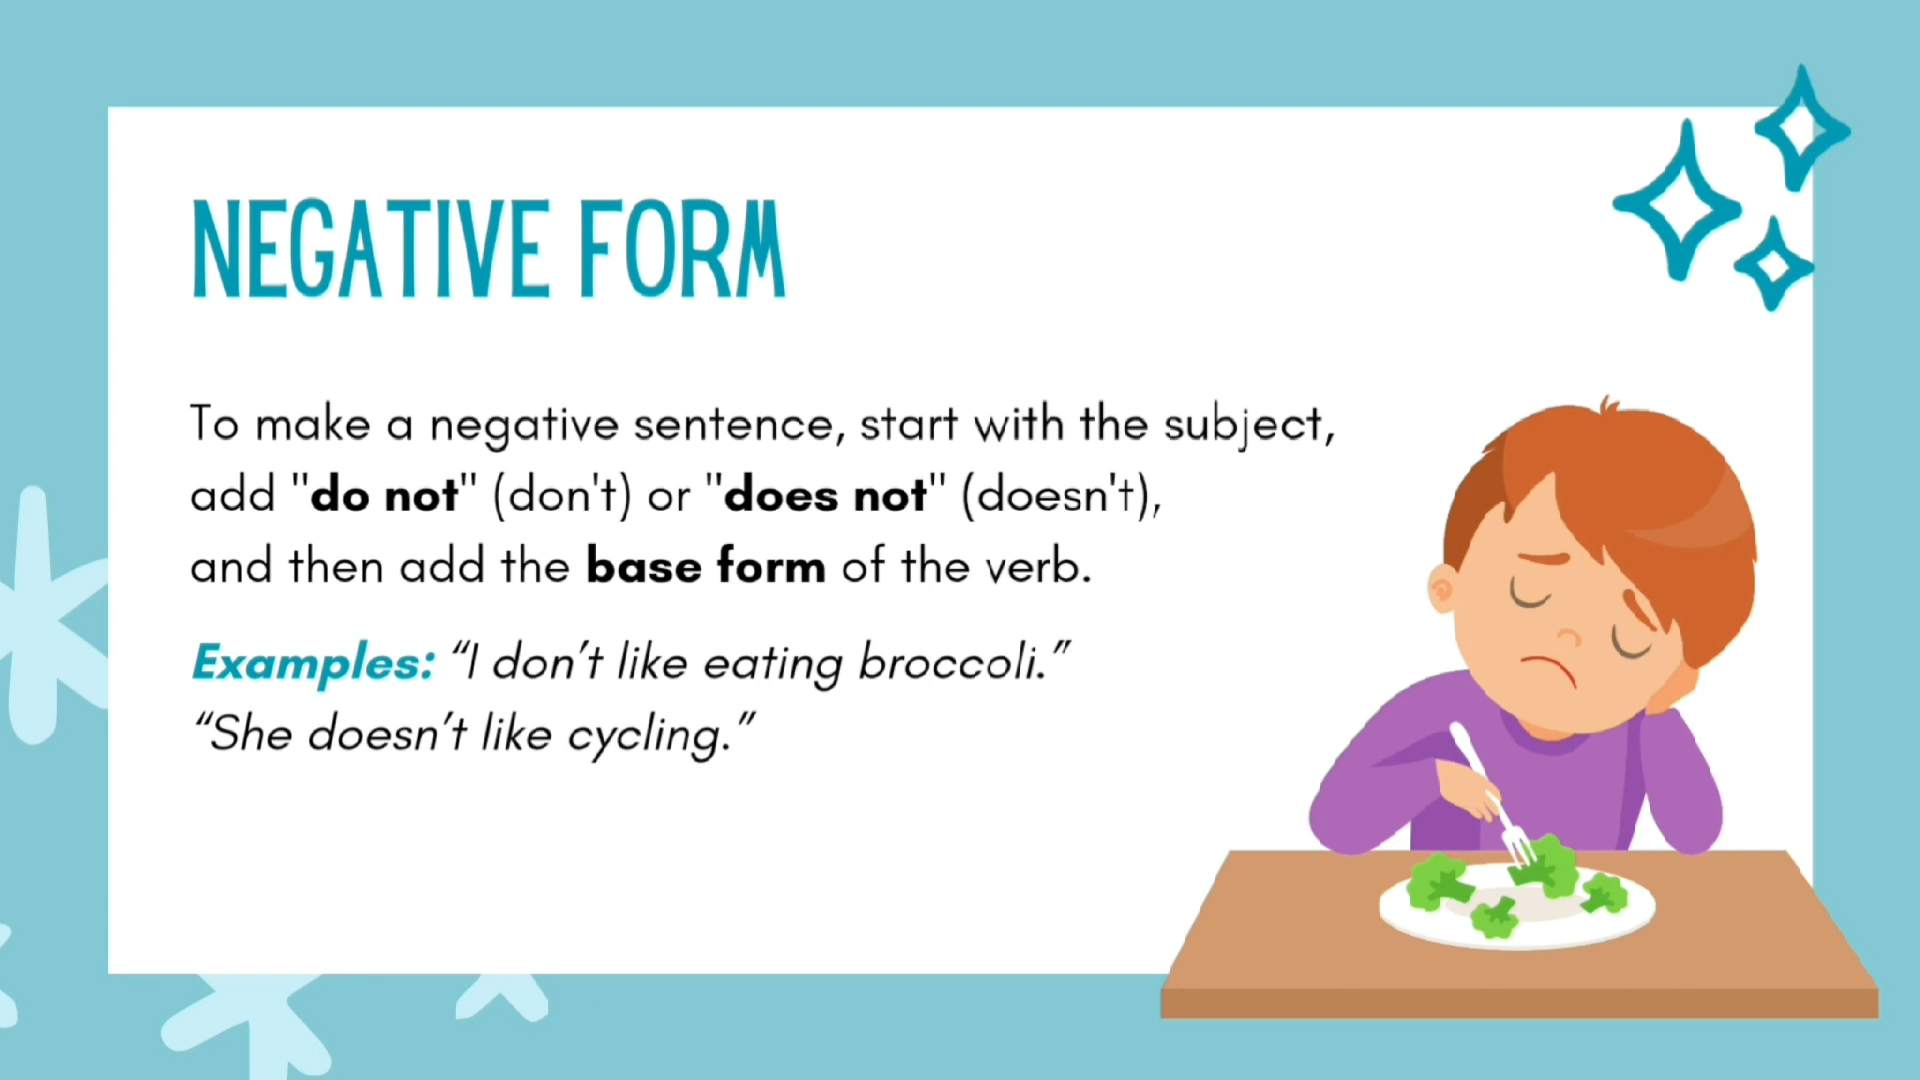 NEGATIVE FORM
To make a negative sentence, start with the subject,
add "do not" (don't) or "does not" (doesn't),
and then add the base form of the verb.
Examples: “I don’t like eating broccoli.”
“She doesn’t like cycling.”